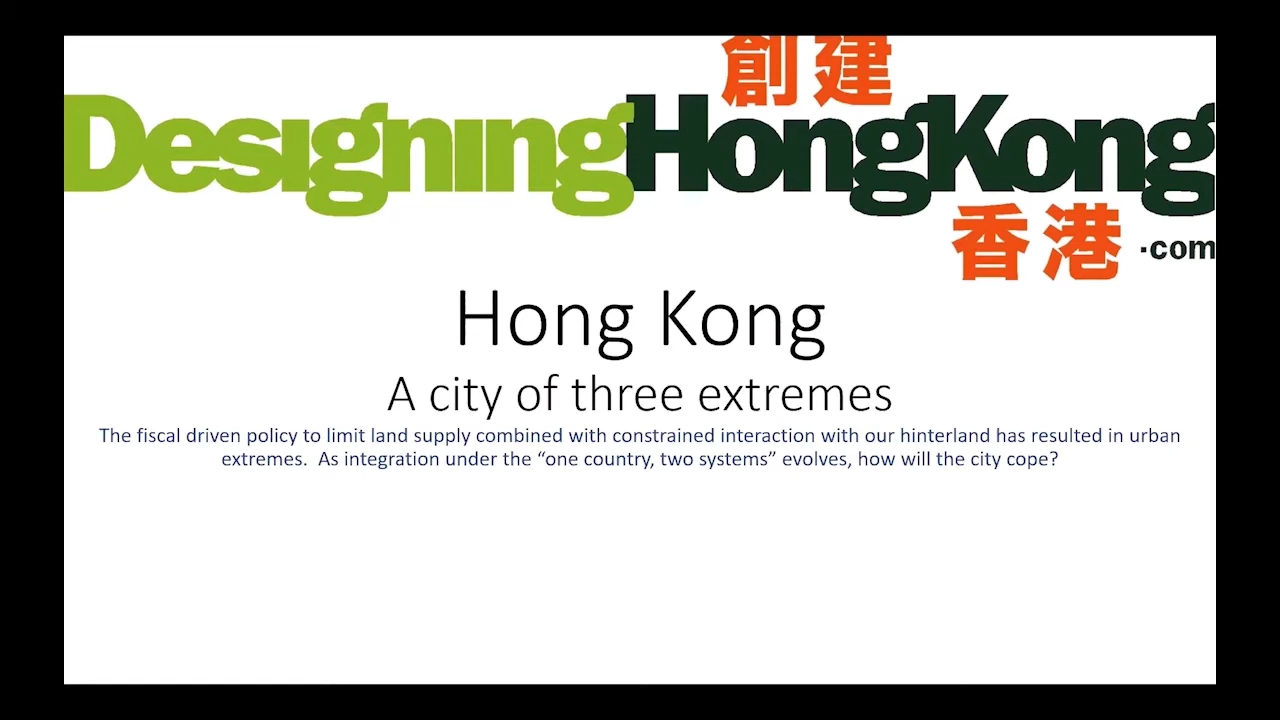 創建
DesigningHongKong
香港
.com
Hong Kong
A city of three extremes
The fiscal driven policy to limit land supply combined with constrained interaction with our hinterland has resulted in urban
extremes.  As integration under the “one country, two systems” evolves, how will the city cope?